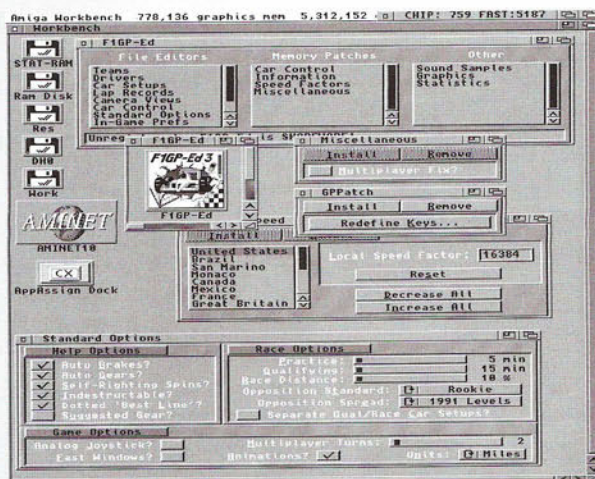 Amiga Workbench 778,136 graphics mem 5,312,152
CHIP: 759 FAST:5187
Workbench
STAT-RAM
Ram Disk
Res
DH0
Work
AMINET
AMINET10
CX
AppAssign Dock
F1GP-Ed
File Editors
Teams
Drivers
Car Setups
Lap Records
Camera Views
Car Control
Standard Options
In-Game Prefs
Memory Patches
Car Control
Information
Speed Factors
Miscellaneous
Other
Sound Samples
Graphics
Statistics
Unreg
F1GP-Ed
F1GP-Ed 3
F1GP-Ed
Miscellaneous
Install Remove
Multiplayer Fix?
GPPatch
Install Remove
Redefine Keys...
Install
United States
Brazil
San Marino
Monaco
Canada
Mexico
France
Great Britain
Local Speed Factor: 16384
Reset
Decrease All
Increase All
Standard Options
Help Options
Auto Brakes?
Auto Gears?
Self-Righting Spins?
Indestructable?
Dotted 'Best Line'?
Suggested Gear?
Race Options
Practice: 5 min
Qualifying: 15 min
Race Distance: 10 %
Opposition Standard: Rookie
Opposition Spread: 1991 Levels
Separate Qual/Race Car Setups?
Game Options
Analog Joystick?
East Windows?
Multiplayer Turns: 2
Animations?
Units: Miles